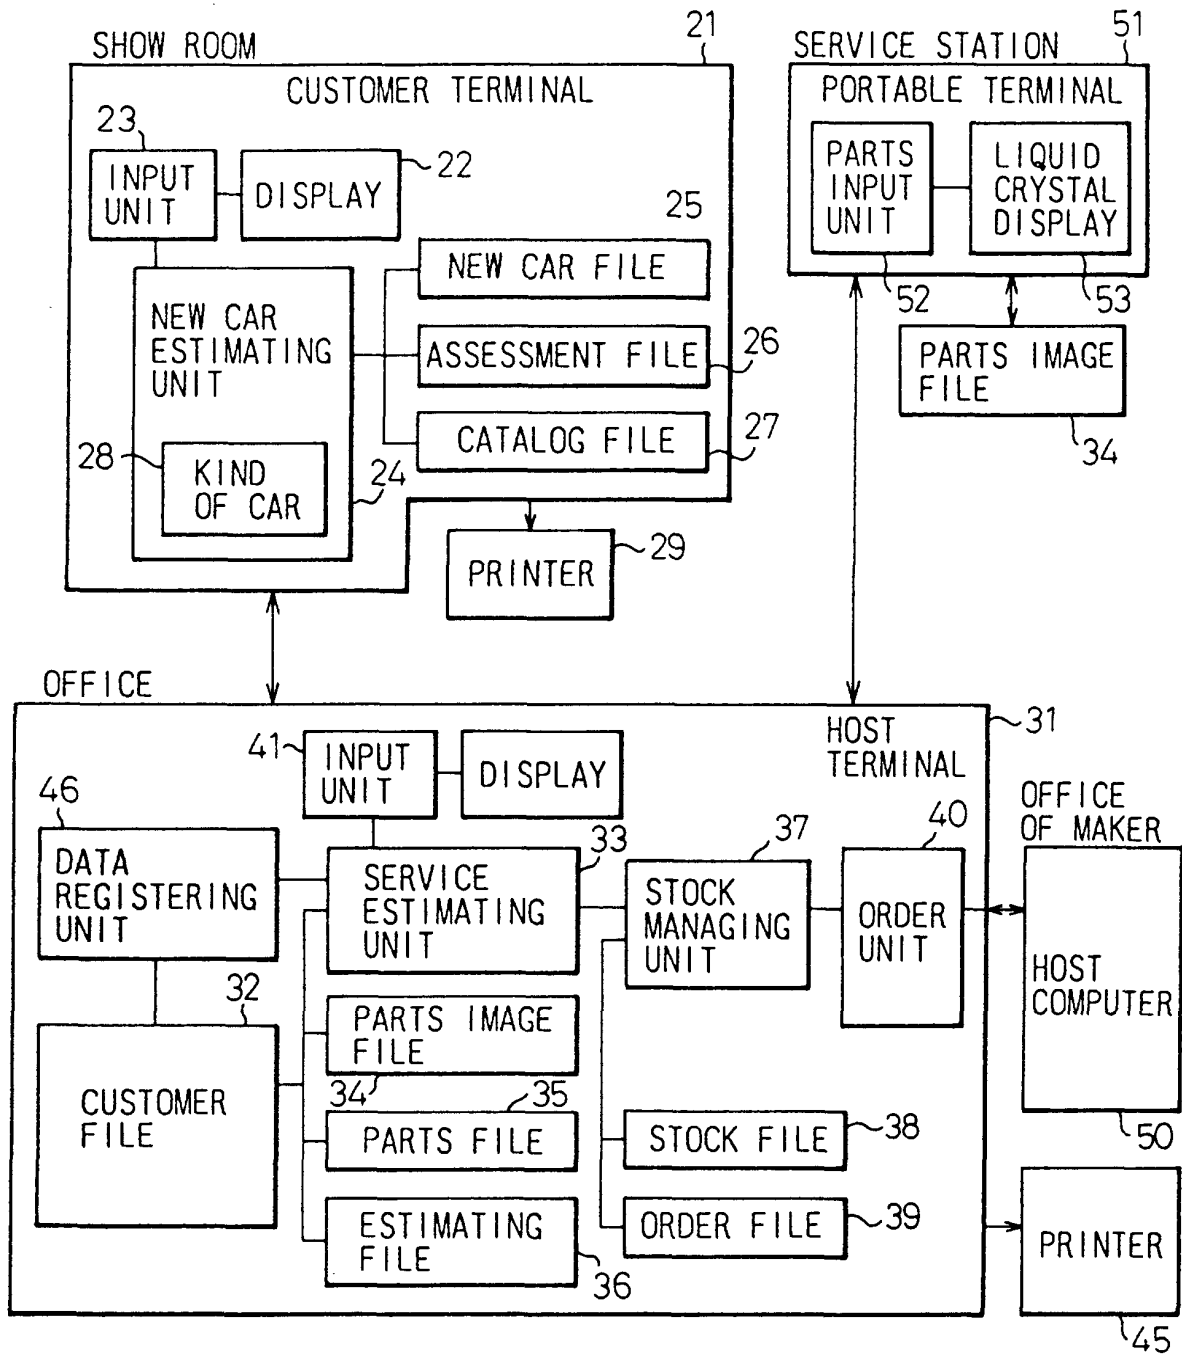 SHOW ROOM
21
CUSTOMER TERMINAL
23
INPUT
UNIT
DISPLAY
22
25
NEW CAR FILE
NEW CAR
ESTIMATING
UNIT
ASSESSMENT FILE
26
CATALOG FILE
27
28
KIND
OF CAR
24
PRINTER
29
SERVICE STATION
51
PORTABLE TERMINAL
PARTS
INPUT
UNIT
LIQUID
CRYSTAL
DISPLAY
52
53
PARTS IMAGE
FILE
34
OFFICE
31
HOST
TERMINAL
41
INPUT
UNIT
DISPLAY
46
DATA
REGISTERING
UNIT
33
SERVICE
ESTIMATING
UNIT
37
STOCK
MANAGING
UNIT
40
ORDER
UNIT
OFFICE
OF MAKER
HOST
COMPUTER
50
32
CUSTOMER
FILE
PARTS IMAGE
FILE
34
35
PARTS FILE
ESTIMATING
FILE
36
STOCK FILE
38
ORDER FILE
39
PRINTER
45